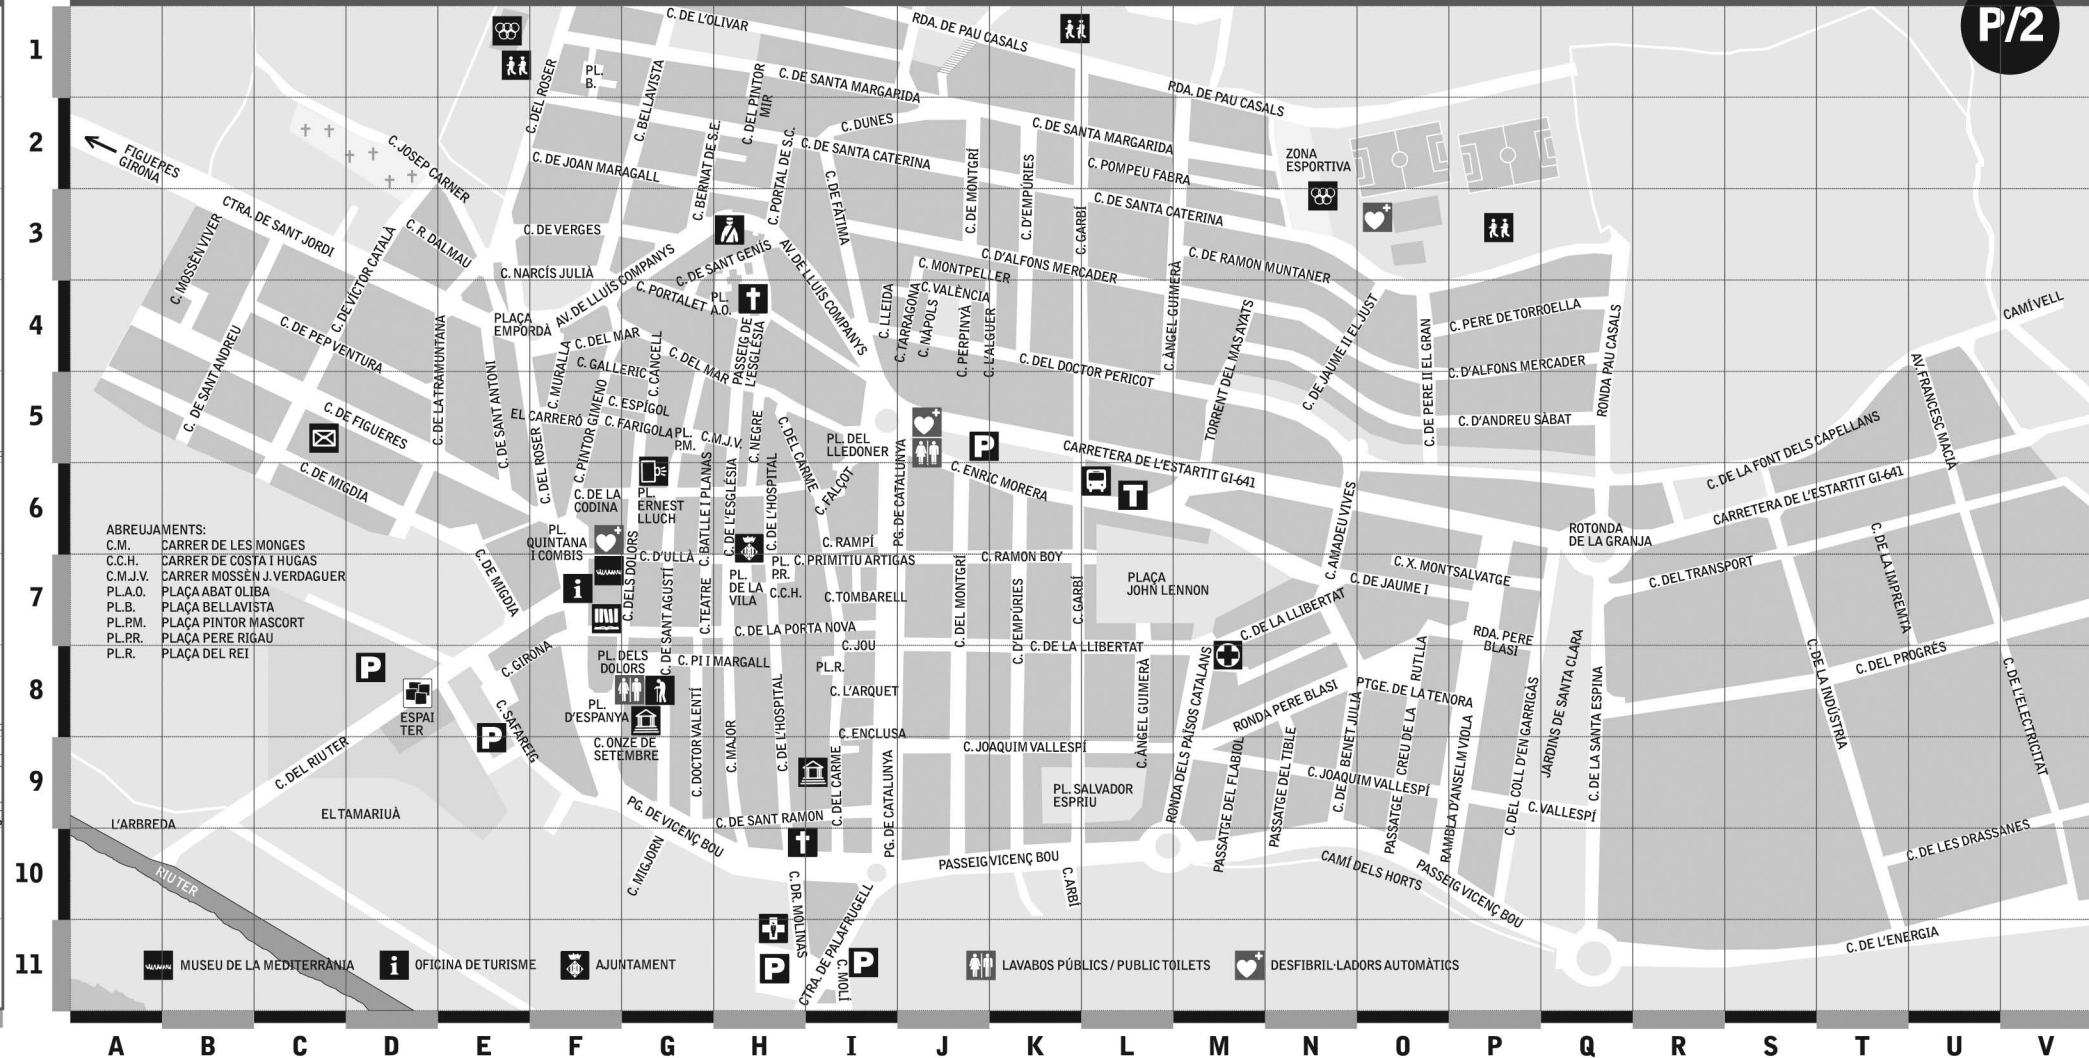 P/2
1
2
3
4
5
6
7
8
9
10
11
C. DE L'OLIVAR
RDA. DE PAU CASALS
C. DEL ROSER
PL.
B.
C. BELLAVISTA
C. DEL PINTOR
MIR
C. DE SANTA MARGARIDA
RDA. DE PAU CASALS
FIGUERES
GIRONA
C. JOSEP CARNER
C. DE JOAN MARAGALL
C. BERNAT DE S.E.
C. PORTAL DE S.C.
C. DUNES
C. DE SANTA CATERINA
C. DE SANTA MARGARIDA
C. POMPEU FABRA
ZONA
ESPORTIVA
C. DE MONTGRÍ
C. D'EMPÚRIES
C. GARBÍ
C. DE SANTA CATERINA
C. DE FÀTIMA
CTRA. DE SANT JORDI
C. MOSSÈN VIVER
C. DE VÍCTOR CATALÀ
C. R. DALMAU
C. DE VERGES
C. NARCÍS JULIÀ
AV. DE LLUÍS COMPANYS
C. DE SANT GENÍS
AV. DE LLUÍS COMPANYS
C. PORTALET
PL.
A.O.
C. D'ALFONS MERCADER
C. MONTPELLER
C. VALÈNCIA
C. DE RAMON MUNTANER
C. LLEIDA
C. TARRAGONA
C. NÀPOLS
C. PERPINYÀ
C. L'ALGUER
C. ÀNGEL GUIMERÀ
TORRENT DEL MAS AYATS
C. DE JAUME II EL JUST
C. DE PERE II EL GRAN
C. PERE DE TORROELLA
RONDA PAU CASALS
CAMÍ VELL
PLAÇA
EMPORDÀ
C. DE PEP VENTURA
C. DE SANT ANDREU
C. DE LA TRAMUNTANA
C. DE SANT ANTONI
C. MURALLA
C. DEL MAR
C. GALLERIC
C. CANCELL
C. DEL MAR
PASSEIG DE
L'ESGLÉSIA
C. DEL DOCTOR PERICOT
C. D'ALFONS MERCADER
C. D'ANDREU SÀBAT
AV. FRANCESC MACIÀ
C. DE FIGUERES
EL CARRERÓ
C. ESPÍGOL
C. FARIGOLA
PL.
P.M.
C.M.J.V.
C. NEGRE
C. DEL CARME
PL. DEL
LLEDONER
C. DEL ROSER
C. PINTOR GIMENO
C. DE MIGDIA
C. DE LA
CODINA
PL.
ERNEST
LLUCH
C. BATLLE I PLANAS
C. DE L'ESGLÉSIA
C. DE L'HOSPITAL
C. FALÇOT
PG. DE CATALUNYA
C. ENRIC MORERA
CARRETERA DE L'ESTARTIT GI-641
C. DE LA FONT DELS CAPELLANS
CARRETERA DE L'ESTARTIT GI-641
ROTONDA
DE LA GRANJA
C. AMADEU VIVES
ABREUJAMENTS:
C.M. CARRER DE LES MONGES
C.C.H. CARRER DE COSTA I HUGAS
C.M.J.V. CARRER MOSSÈN J. VERDAGUER
PL.A.O. PLAÇA ABAT OLIBA
PL.B. PLAÇA BELLAVISTA
PL.P.M. PLAÇA PINTOR MASCORT
PL.P.R. PLAÇA PERE RIGAU
PL.R. PLAÇA DEL REI
PL.
QUINTANA
I COMBIS
C. D'ULLÀ
C. RAMPÍ
C. PRIMITIU ARTIGAS
C. RAMON BOY
C. DE MIGDIA
C. DELS DOLORS
C. DE SANT AGUSTÍ
C. TEATRE
PL.
DE LA
VILA
PL.
P.R.
C.C.H.
C. TOMBARELL
C. DEL MONTGRÍ
C. D'EMPÚRIES
C. GARBÍ
PLAÇA
JOHN LENNON
C. X. MONTSALVATGE
C. DE JAUME I
C. DEL TRANSPORT
C. DE LA IMPREMTA
C. DE LA LLIBERTAT
C. DE LA PORTA NOVA
C. JOU
C. DE LA LLIBERTAT
RDA. PERE
BLASI
C. DEL PROGRÉS
C. GIRONA
PL. DELS
DOLORS
C. PI I MARGALL
PL.R.
C. L'ARQUET
ESPAI
TER
C. SAFAREIG
PL.
D'ESPANYA
C. ONZE DE
SETEMBRE
C. DOCTOR VALENTÍ
C. MAJOR
C. DE L'HOSPITAL
C. ENCLUSA
C. DEL CARME
PG. DE CATALUNYA
C. JOAQUIM VALLESPÍ
C. ÀNGEL GUIMERÀ
RONDA DELS PAÏSOS CATALANS
RONDA PERE BLASI
PTGE. DE LA TENORA
PASSATGE CREU DE LA RUTLLA
C. DE BENET JULIÀ
PASSATGE DEL TIBLE
PASSATGE DEL FLABIOL
C. JOAQUIM VALLESPÍ
RAMBLA D'ANSELM VIOLA
C. DEL COLL D'EN GARRIGÀS
JARDINS DE SANTA CLARA
C. DE LA SANTA ESPINA
C. DE LA INDÚSTRIA
C. DE L'ELECTRICITAT
C. DEL RIUTER
EL TAMARIUÀ
L'ARBREDA
PL. SALVADOR
ESPRIU
C. VALLESPÍ
PG. DE VICENÇ BOU
C. DE SANT RAMON
C. MIGJORN
RIU TER
PASSEIG VICENÇ BOU
C. ARBÍ
CAMÍ DELS HORTS
PASSEIG VICENÇ BOU
C. DE LES DRASSANES
C. DR. MOLINAS
CTRA. DE PALAFRUGELL
C. MOLÍ
C. DE L'ENERGIA
MUSEU DE LA MEDITERRÀNIA
i OFICINA DE TURISME
AJUNTAMENT
LAVABOS PÚBLICS / PUBLIC TOILETS
DESFIBRIL·LADORS AUTOMÀTICS
P
T
P
i
P
P
P
P
A B C D E F G H I J K L M N O P Q R S T U V